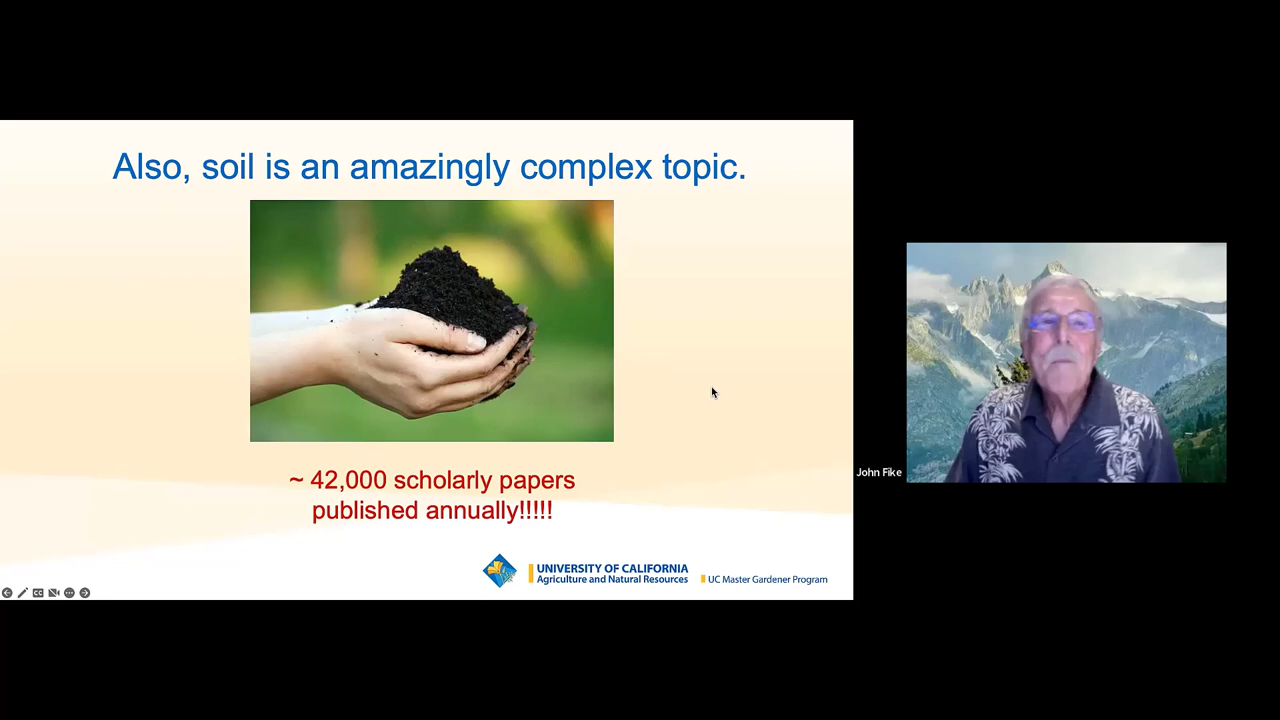 Also, soil is an amazingly complex topic.
~ 42,000 scholarly papers
published annually!!!!!
UNIVERSITY OF CALIFORNIA
Agriculture and Natural Resources
UC Master Gardener Program
CC
John Fike